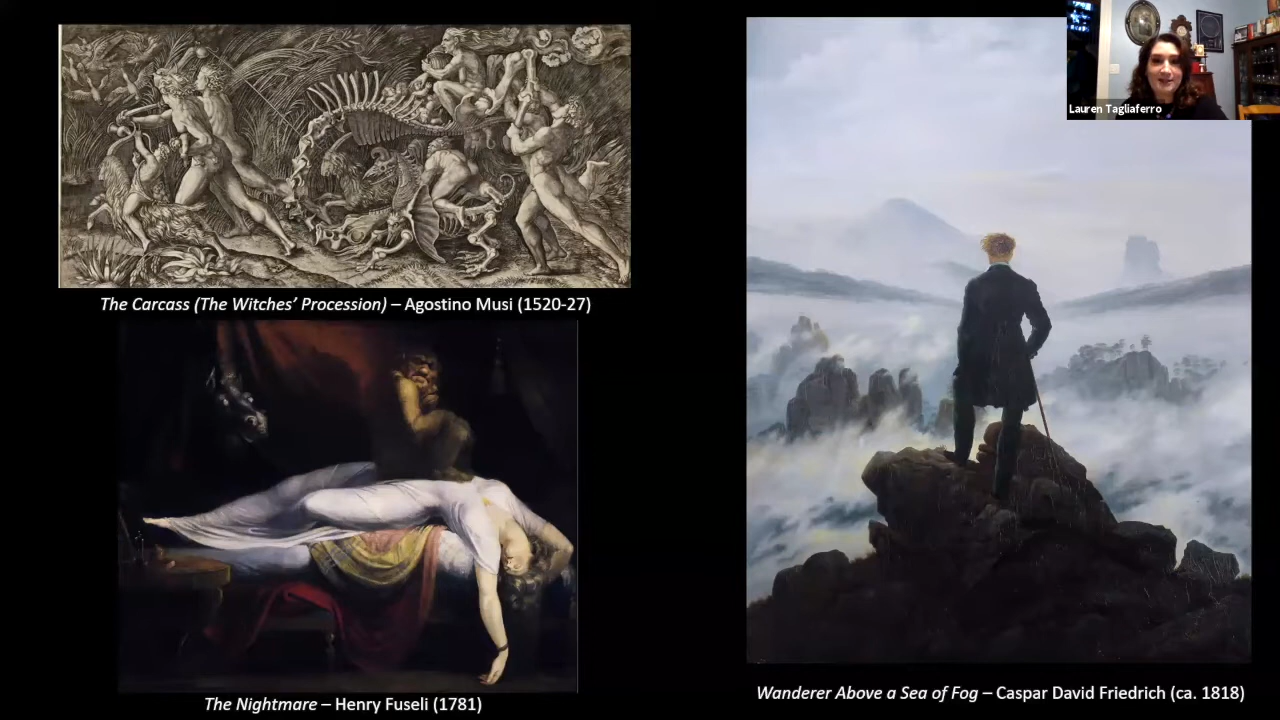 Lauren Tagliaferro
The Carcass (The Witches’ Procession) – Agostino Musi (1520-27)
The Nightmare – Henry Fuseli (1781)
Wanderer Above a Sea of Fog – Caspar David Friedrich (ca. 1818)